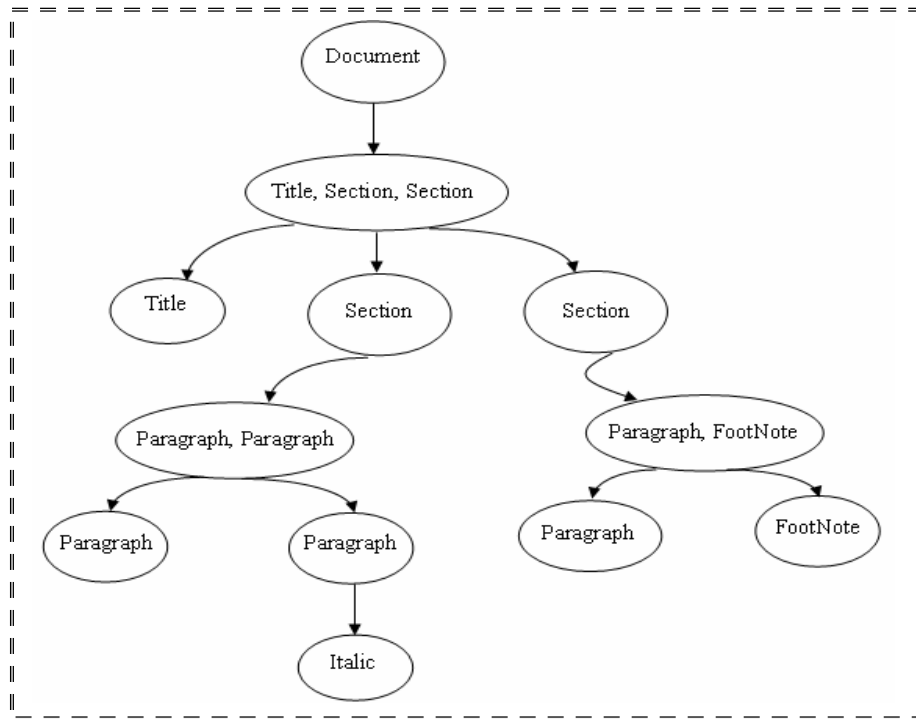 Document
Title, Section, Section
Title
Section
Section
Paragraph, Paragraph
Paragraph, FootNote
Paragraph
Paragraph
Paragraph
FootNote
Italic